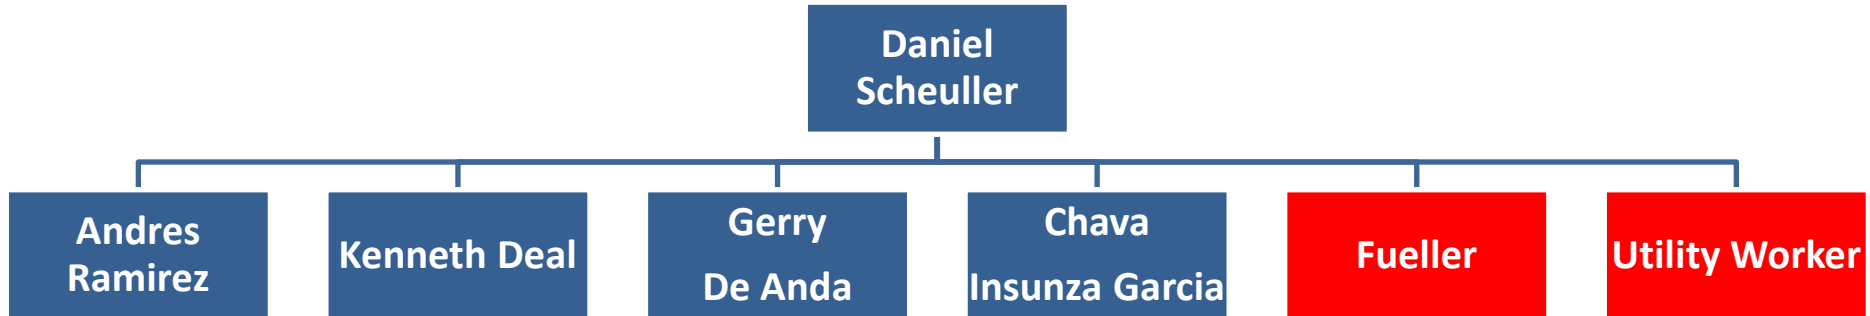 Daniel
Scheuller
Andres
Ramirez
Kenneth Deal
Gerry
De Anda
Chava
Insunza Garcia
Fueller
Utility Worker